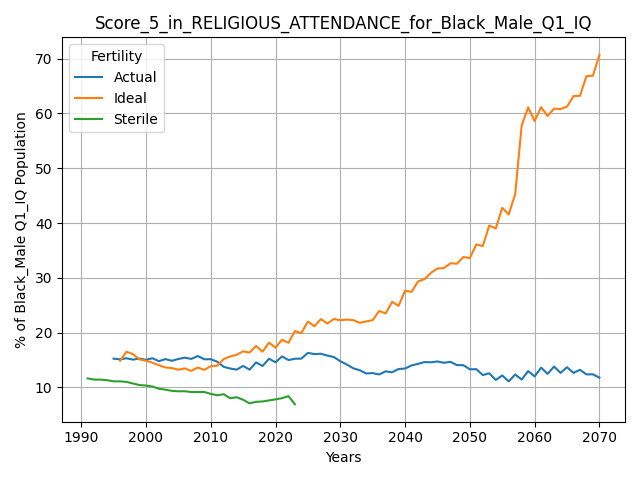 Score_5_in_RELIGIOUS_ATTENDANCE_for_Black_Male_Q1_IQ
Fertility
Actual
Ideal
Sterile
% of Black_Male Q1_IQ Population
70
60
50
40
30
20
10
1990 2000 2010 2020 2030 2040 2050 2060 2070
Years